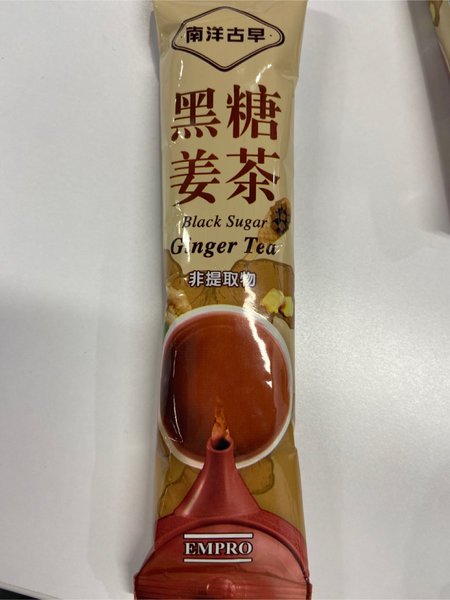 南洋古早
黑糖
姜茶
Black Sugar
Ginger Tea
非提取物
EMPRO